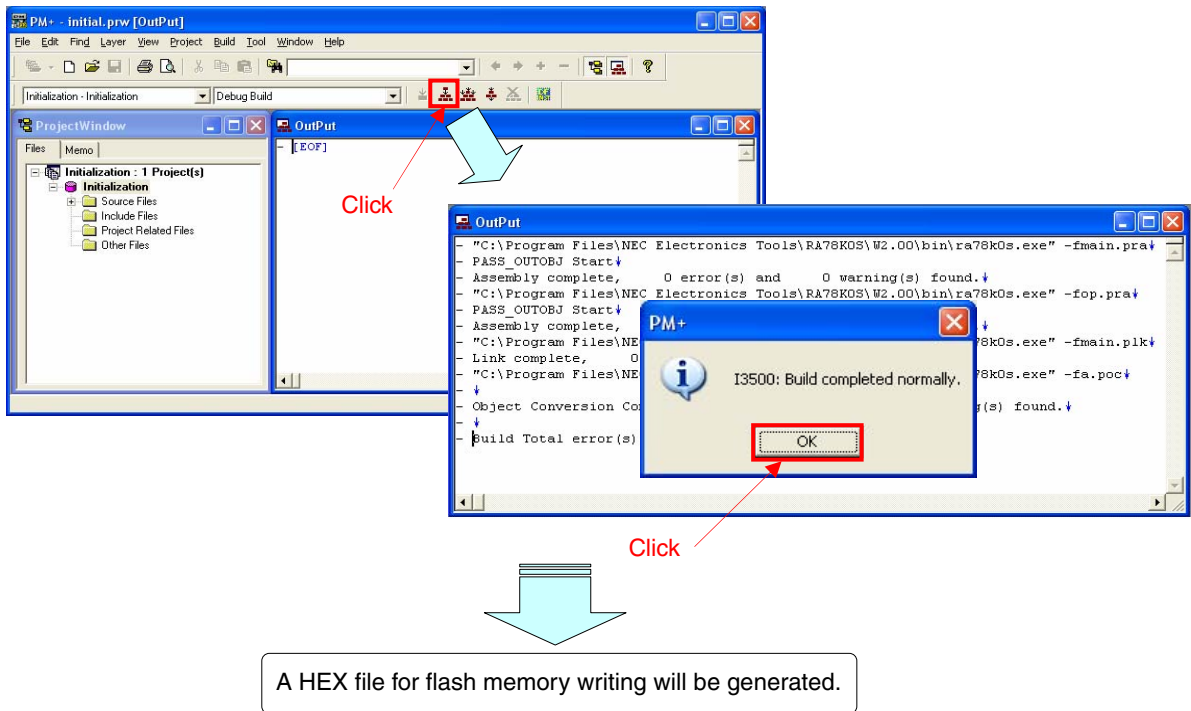 PM+ - initial.prw [OutPut]
File Edit Find Layer View Project Build Tool Window Help
Initialization - Initialization Debug Build
ProjectWindow
Files Memo
Initialization : 1 Project(s)
Initialization
Source Files
Include Files
Project Related Files
Other Files
OutPut
- [EOF]
Click
OutPut
- "C:\Program Files\NEC Electronics Tools\RA78K0S\W2.00\bin\ra78k0s.exe" -fmain.pra↓
- PASS_OUTOBJ Start↓
- Assembly complete, 0 error(s) and 0 warning(s) found.↓
- "C:\Program Files\NEC Electronics Tools\RA78K0S\W2.00\bin\ra78k0s.exe" -fop.pra↓
- PASS_OUTOBJ Start↓
- Assembly complete, ↓
- "C:\Program Files\NE 78k0s.exe" -fmain.plk↓
- Link complete, 0
- "C:\Program Files\NE 78k0s.exe" -fa.poc↓
- ↓
- Object Conversion Co (s) found.↓
- ↓
- Build Total error(s)
PM+
I3500: Build completed normally.
OK
Click
A HEX file for flash memory writing will be generated.